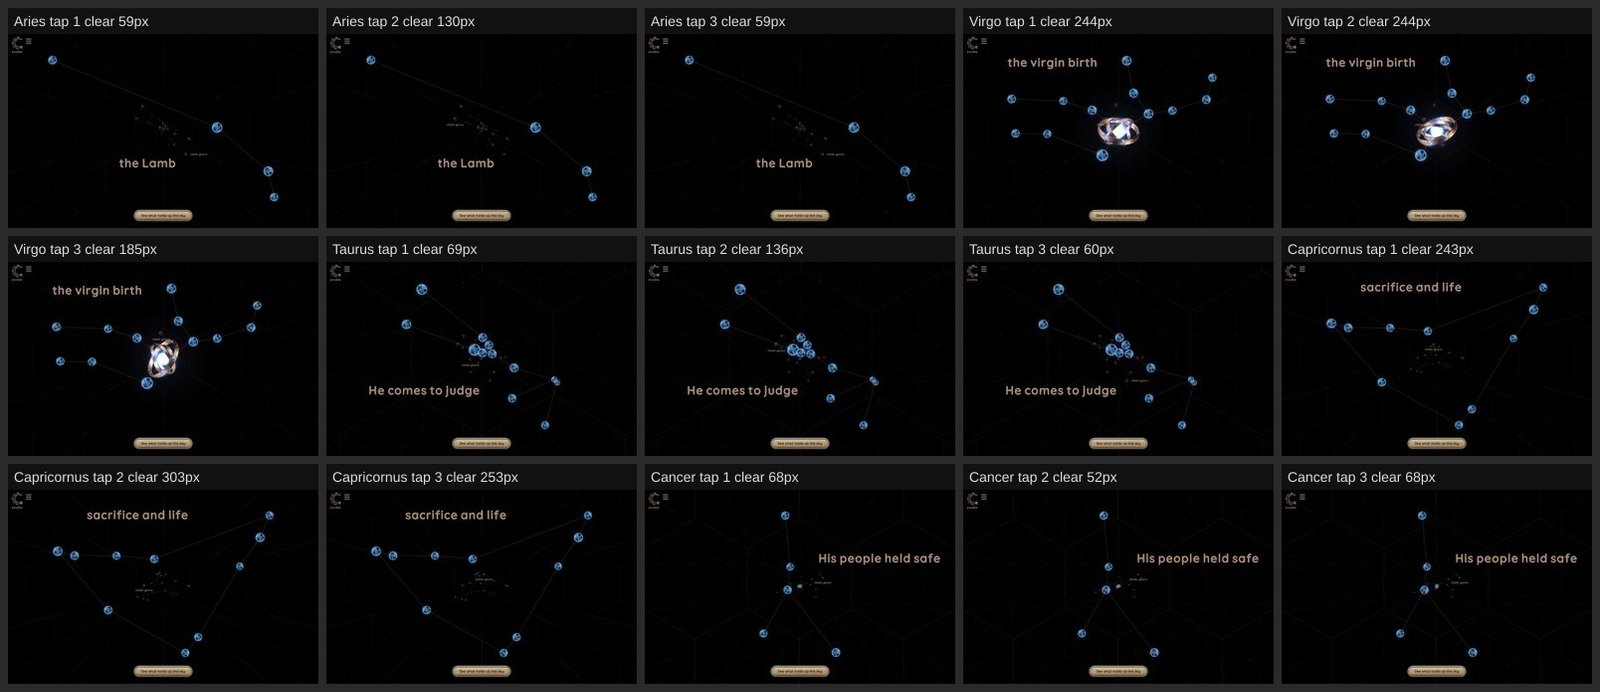 Aries tap 1 clear 59px
Aries tap 2 clear 130px
Aries tap 3 clear 59px
Virgo tap 1 clear 244px
Virgo tap 2 clear 244px
the Lamb
the Lamb
the Lamb
the virgin birth
the virgin birth
Virgo tap 3 clear 185px
Taurus tap 1 clear 69px
Taurus tap 2 clear 136px
Taurus tap 3 clear 60px
Capricornus tap 1 clear 243px
the virgin birth
He comes to judge
He comes to judge
He comes to judge
sacrifice and life
Capricornus tap 2 clear 303px
Capricornus tap 3 clear 253px
Cancer tap 1 clear 68px
Cancer tap 2 clear 52px
Cancer tap 3 clear 68px
sacrifice and life
sacrifice and life
His people held safe
His people held safe
His people held safe